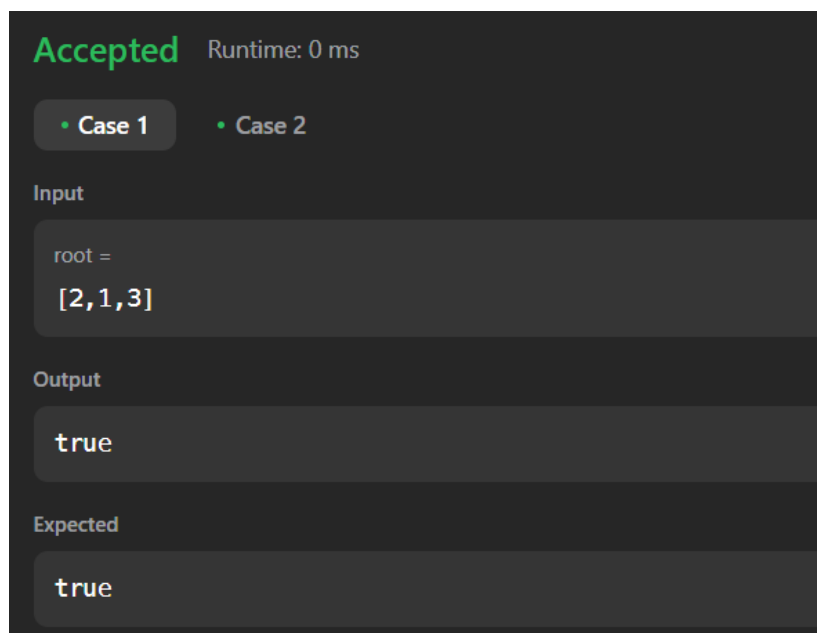 Accepted Runtime: 0 ms
• Case 1 • Case 2
Input
root =
[2,1,3]
Output
true
Expected
true